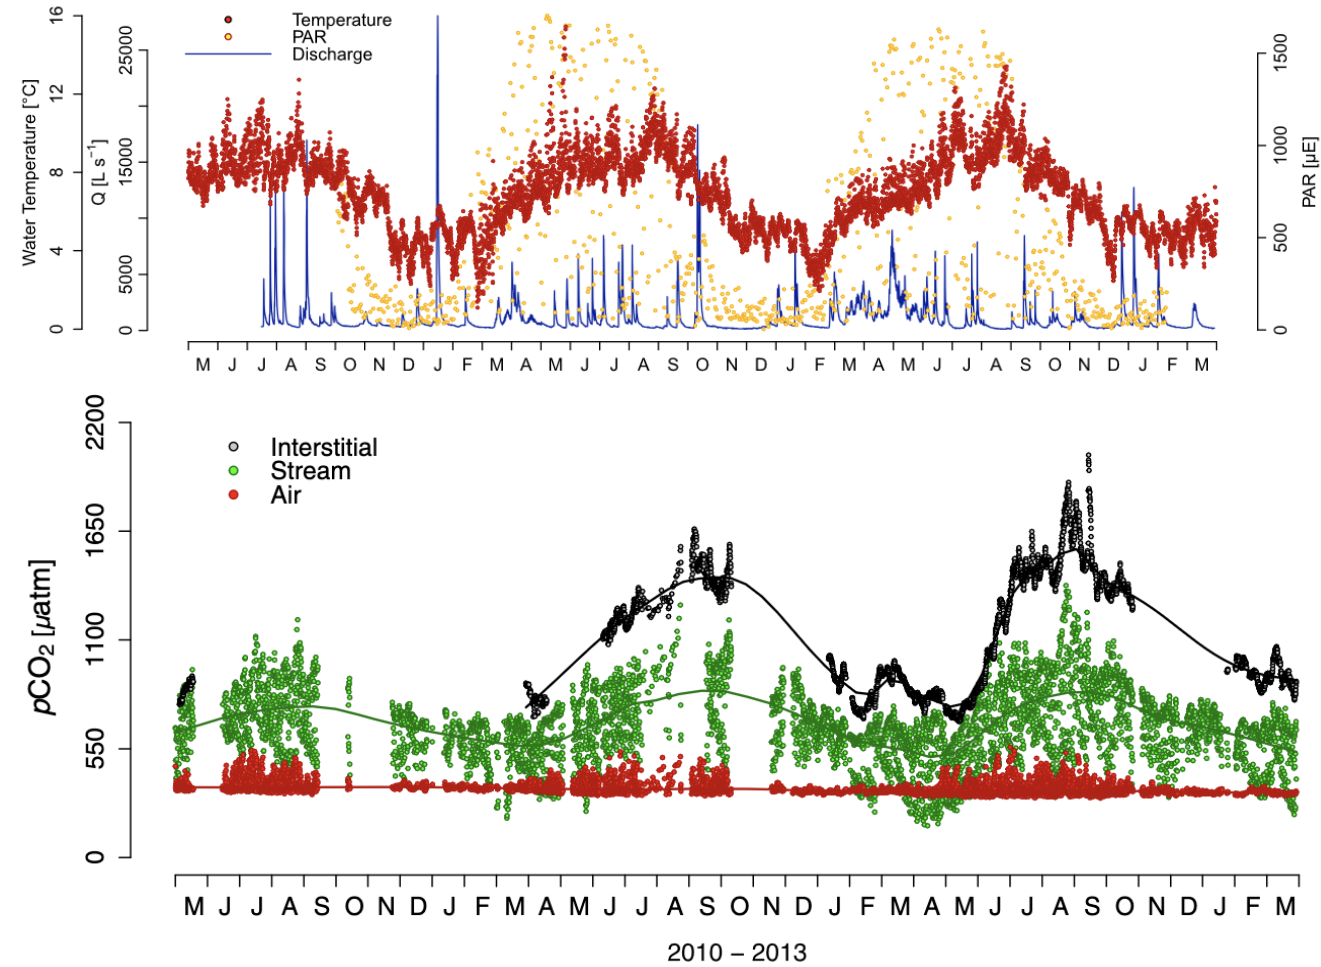 Temperature
PAR
Discharge
Water Temperature [°C]
0 4 8 12 16
Q [L s⁻¹]
0 5000 15000 25000
PAR [µE]
0 500 1000 1500
M J J A S O N D J F M A M J J A S O N D J F M A M J J A S O N D J F M
Interstitial
Stream
Air
pCO₂ [µatm]
0 550 1100 1650 2200
M J J A S O N D J F M A M J J A S O N D J F M A M J J A S O N D J F M
2010 – 2013